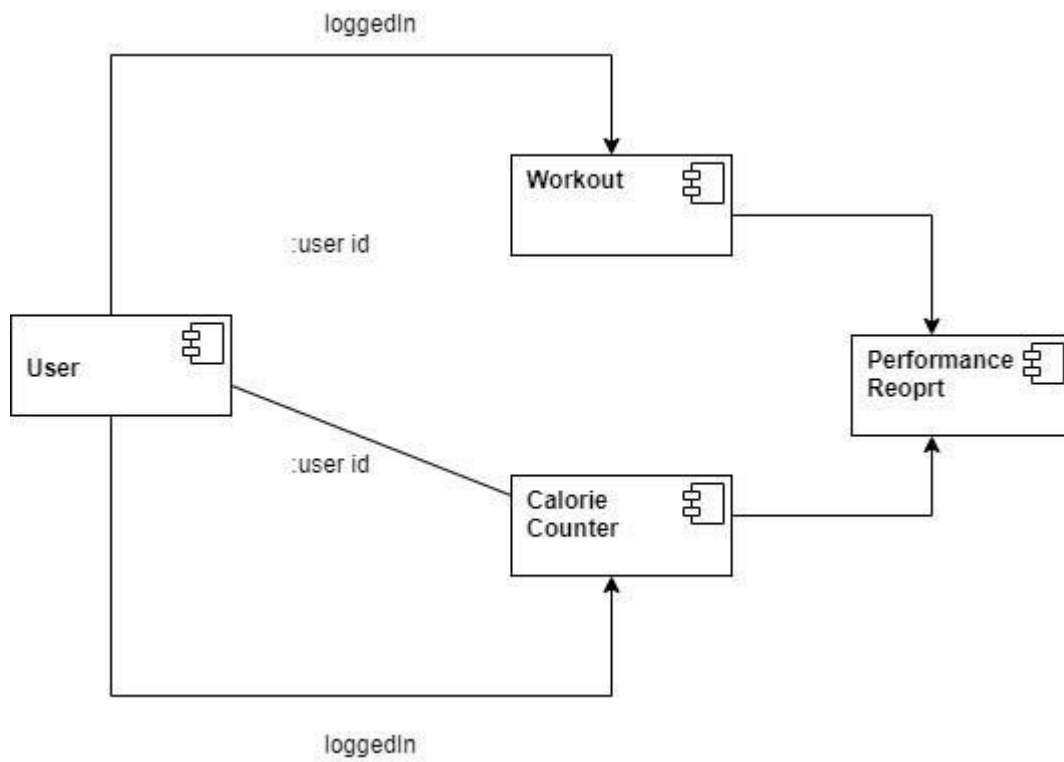 loggedIn
Workout
:user id
User
Performance
Reoprt
:user id
Calorie
Counter
loggedIn